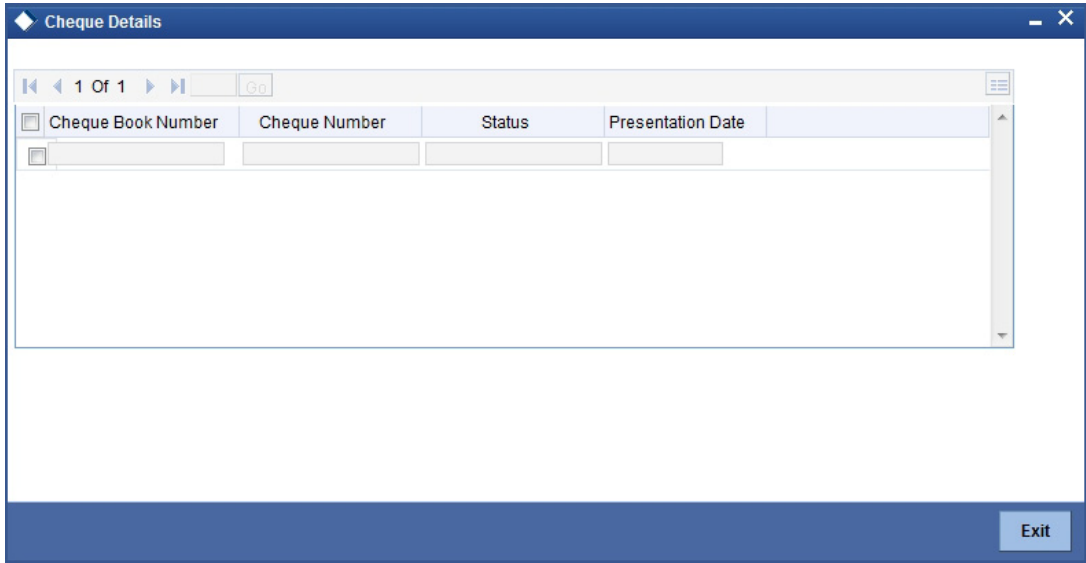 Cheque Details
1 Of 1 Go
Cheque Book Number Cheque Number Status Presentation Date
Exit